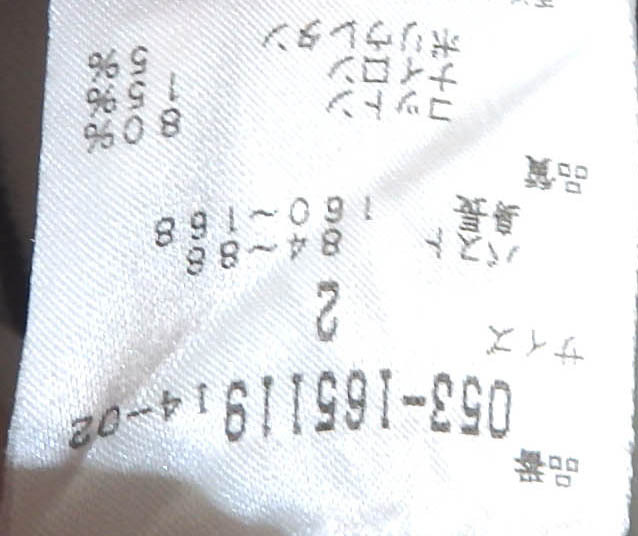 品番
053-165119 14-02
サイズ
2
バスト 84~88
身長 160~168
品質
コットン 80%
ナイロン 15%
ポリウレタン 5%